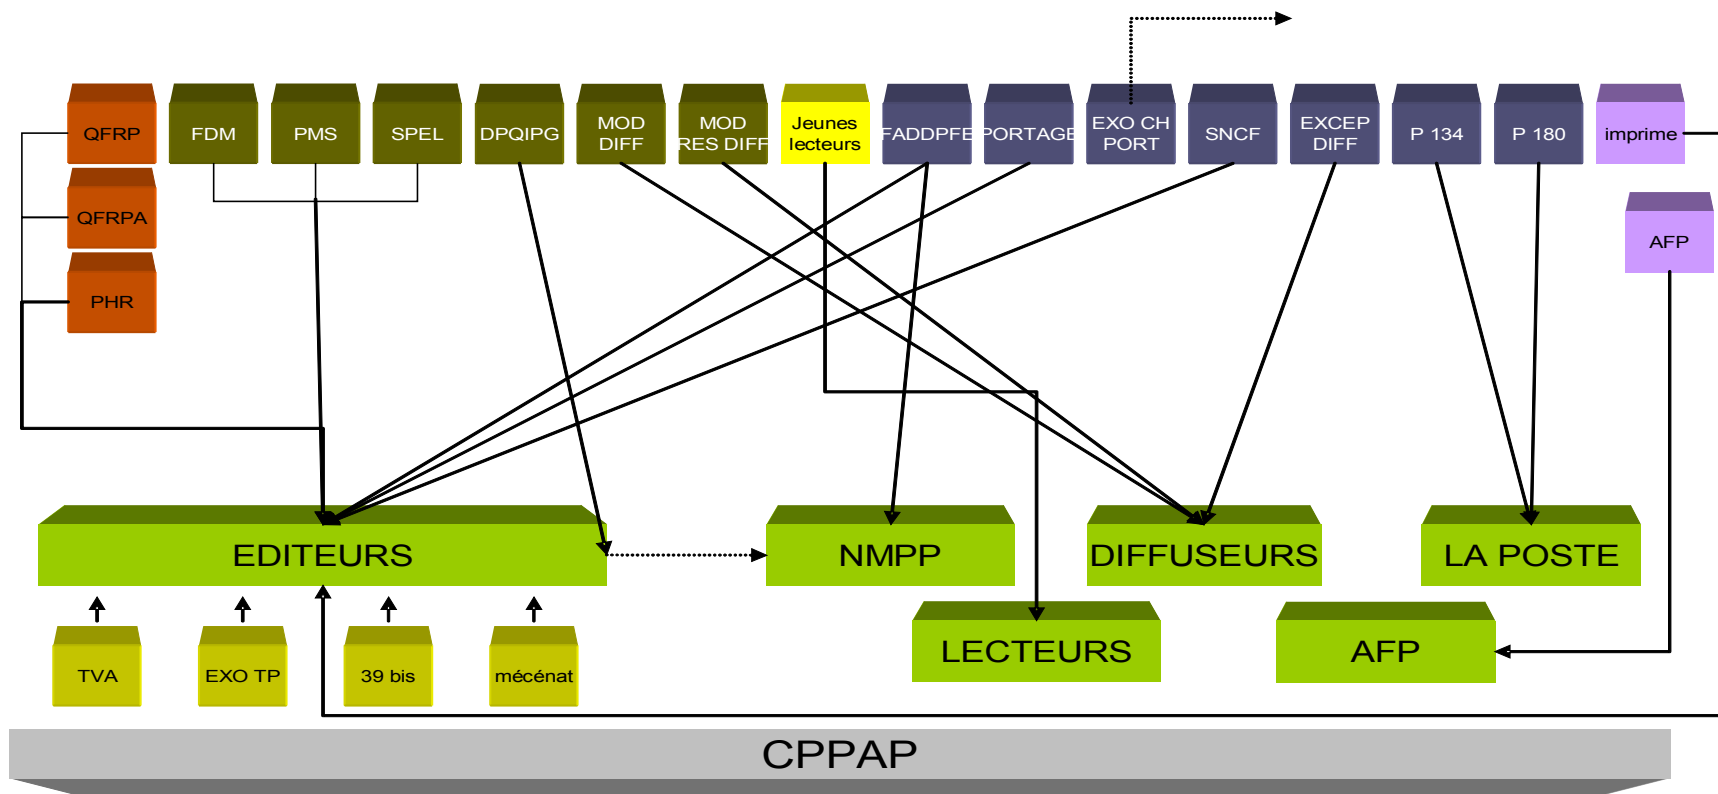 QFRP
FDM
PMS
SPEL
DPQIPG
MOD
DIFF
MOD
RES DIFF
Jeunes
lecteurs
FADDPFE
PORTAGE
EXO CH
PORT
SNCF
EXCEP
DIFF
P 134
P 180
imprime
QFRPA
AFP
PHR
EDITEURS
NMPP
DIFFUSEURS
LA POSTE
LECTEURS
AFP
TVA
EXO TP
39 bis
mécénat
CPPAP